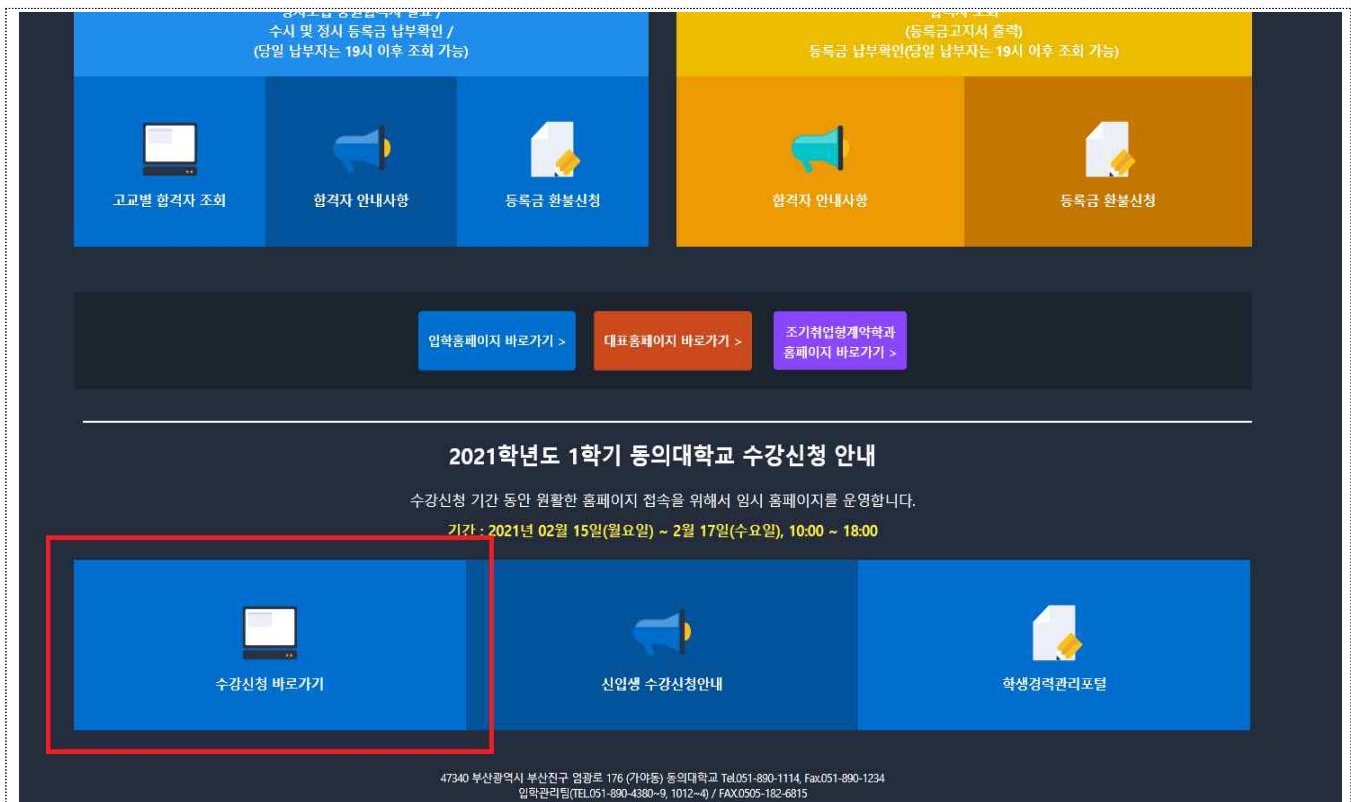 수시 및 정시 등록금 납부확인 /
(당일 납부자는 19시 이후 조회 가능)
(등록금고지서 출력)
등록금 납부확인(당일 납부자는 19시 이후 조회 가능)
고교별 합격자 조회
합격자 안내사항
등록금 환불신청
합격자 안내사항
등록금 환불신청
입학홈페이지 바로가기 >
대표홈페이지 바로가기 >
조기취업형계약학과
홈페이지 바로가기 >
2021학년도 1학기 동의대학교 수강신청 안내
수강신청 기간 동안 원활한 홈페이지 접속을 위해서 임시 홈페이지를 운영합니다.
기간 : 2021년 02월 15일(월요일) ~ 2월 17일(수요일), 10:00 ~ 18:00
수강신청 바로가기
신입생 수강신청안내
학생경력관리포털
47340 부산광역시 부산진구 엄광로 176 (가야동) 동의대학교 Tel.051-890-1114, Fax.051-890-1234
입학관리팀(TEL.051-890-4380~9, 1012~4) / FAX.0505-182-6815